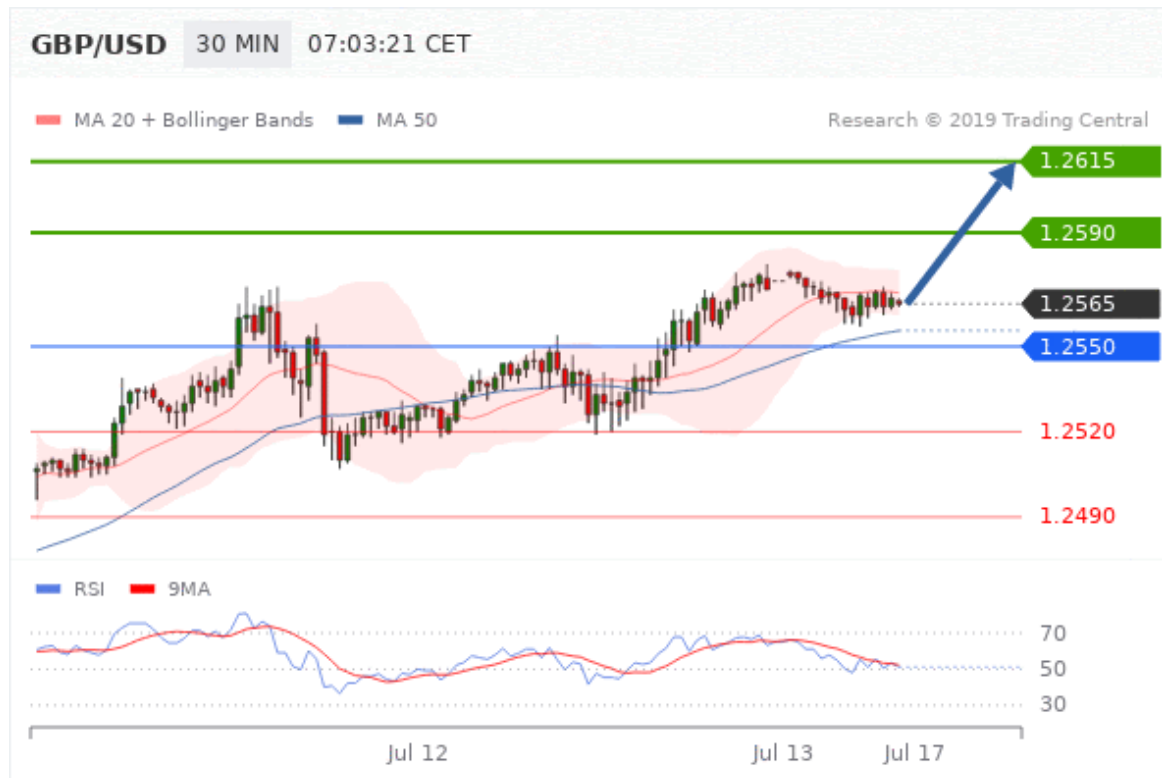 GBP/USD 30 MIN 07:03:21 CET
MA 20 + Bollinger Bands MA 50 Research © 2019 Trading Central
1.2615
1.2590
1.2565
1.2550
1.2520
1.2490
RSI 9MA
70
50
30
Jul 12 Jul 13 Jul 17